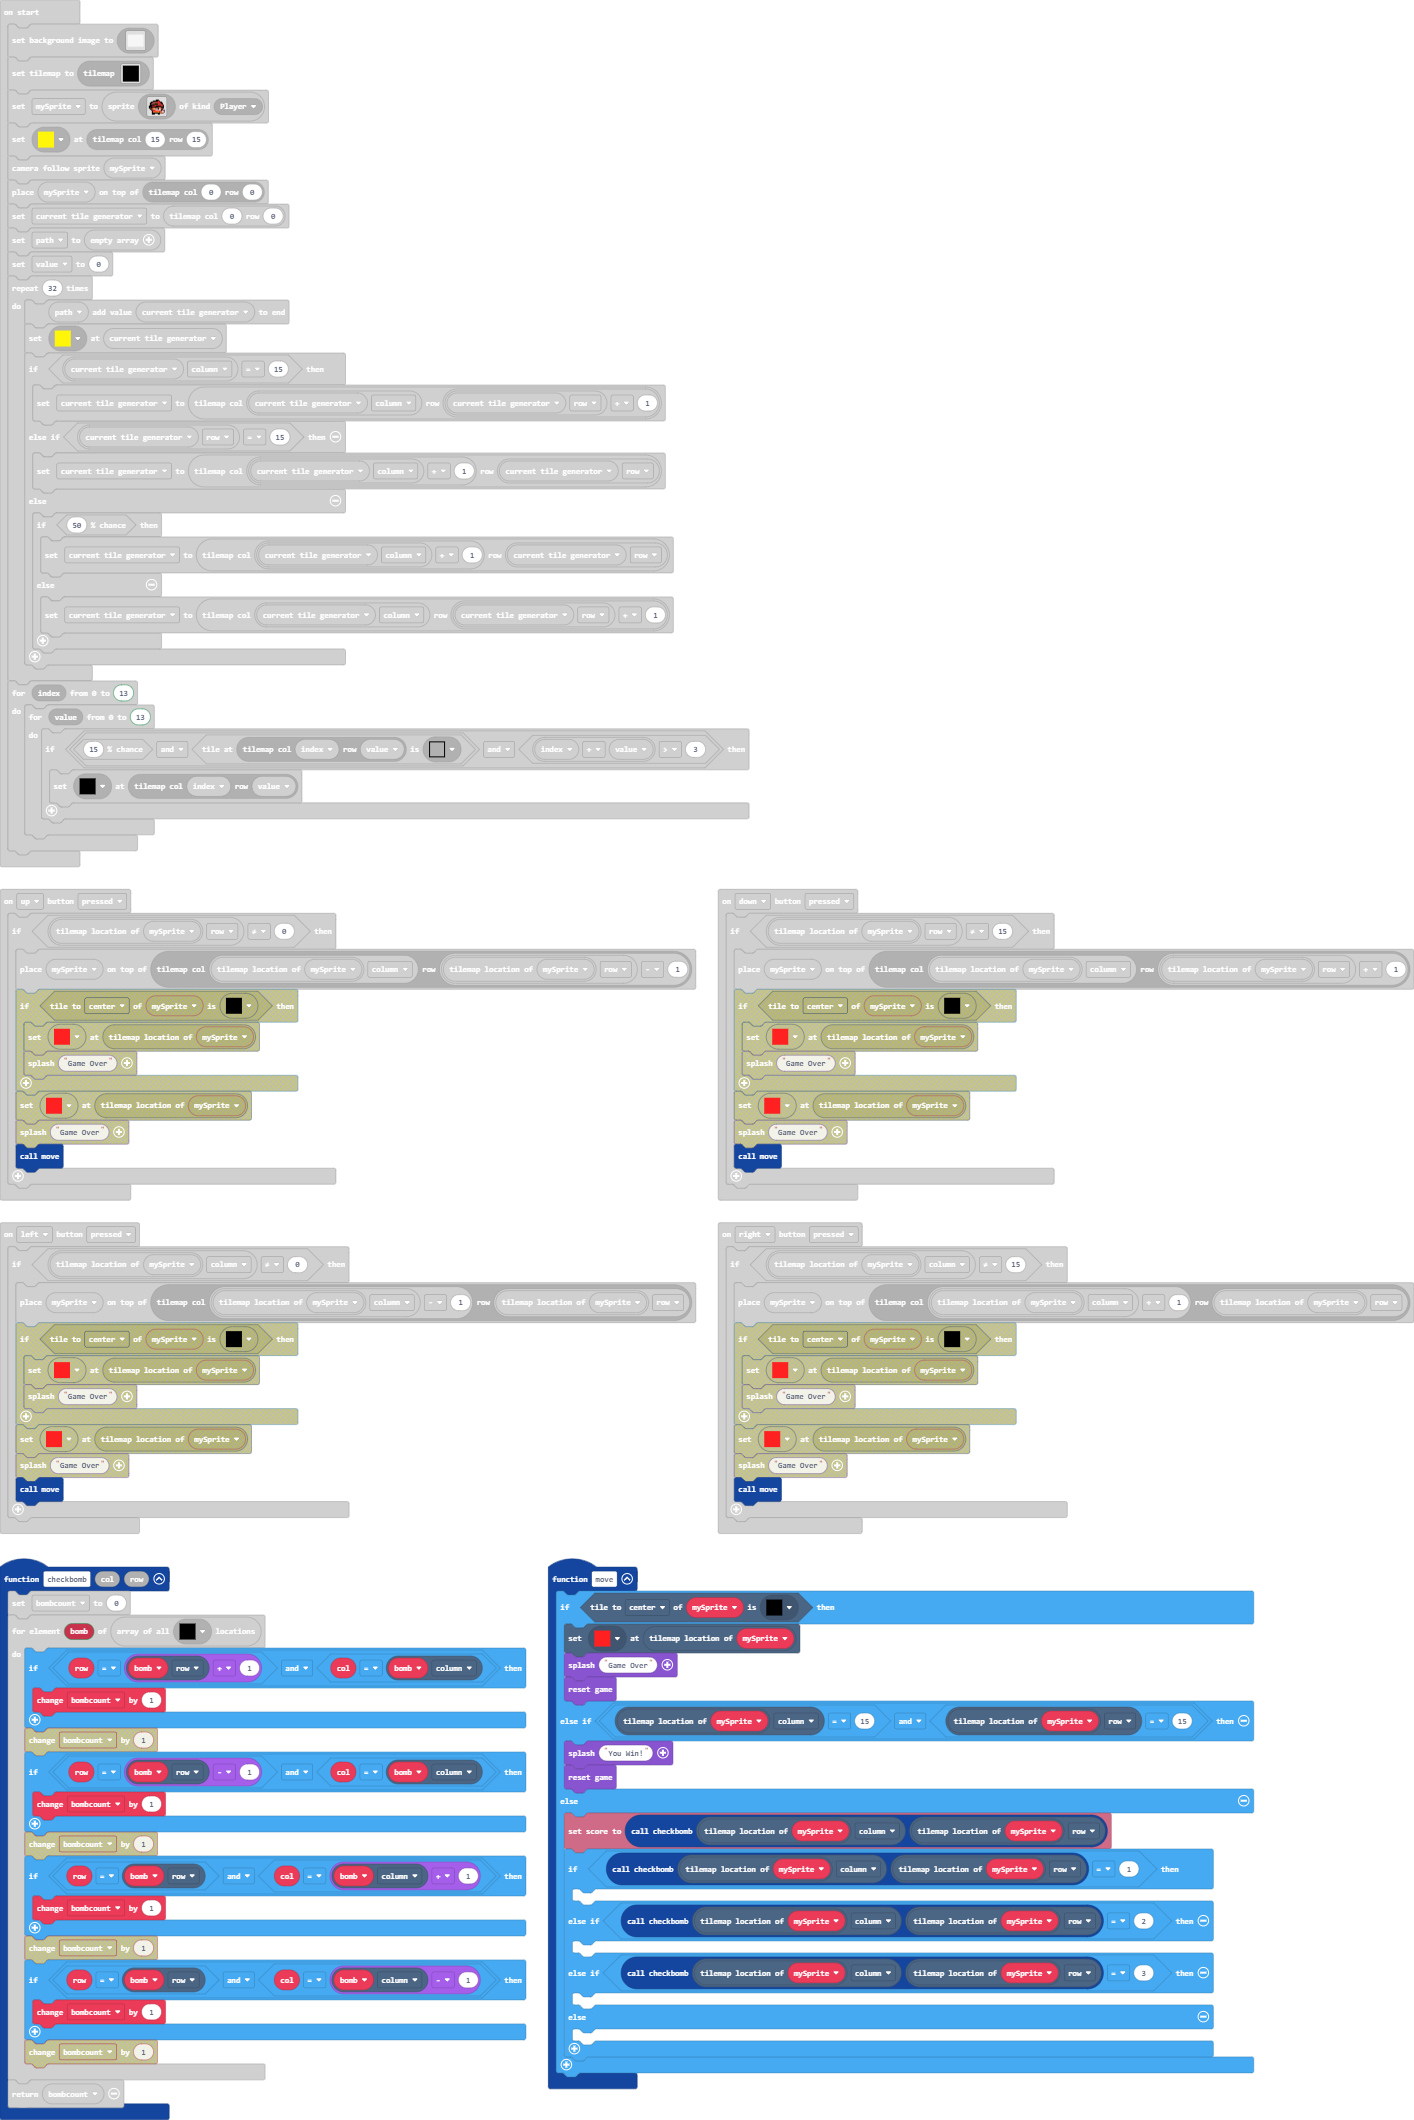 on start
set background image to
set tilemap to tilemap
set mySprite to sprite of kind Player
set at tilemap col 15 row 15
camera follow sprite mySprite
place mySprite on top of tilemap col 0 row 0
set current tile generator to tilemap col 0 row 0
set path to empty array
set value to 0
repeat 32 times
do
path add value current tile generator to end
set at current tile generator
if current tile generator column = 15 then
set current tile generator to tilemap col current tile generator column row current tile generator row + 1
else if current tile generator row = 15 then
set current tile generator to tilemap col current tile generator column + 1 row current tile generator row
else
if 50 % chance then
set current tile generator to tilemap col current tile generator column + 1 row current tile generator row
else
set current tile generator to tilemap col current tile generator column row current tile generator row + 1
for index from 0 to 13
do for value from 0 to 13
do
if 15 % chance and tile at tilemap col index row value is and index + value > 3 then
set at tilemap col index row value
on up button pressed
if tilemap location of mySprite row ≠ 0 then
place mySprite on top of tilemap col tilemap location of mySprite column row tilemap location of mySprite row - 1
if tile to center of mySprite is then
set at tilemap location of mySprite
splash "Game Over"
set at tilemap location of mySprite
splash "Game Over"
call move
on down button pressed
if tilemap location of mySprite row ≠ 15 then
place mySprite on top of tilemap col tilemap location of mySprite column row tilemap location of mySprite row + 1
if tile to center of mySprite is then
set at tilemap location of mySprite
splash "Game Over"
set at tilemap location of mySprite
splash "Game Over"
call move
on left button pressed
if tilemap location of mySprite column ≠ 0 then
place mySprite on top of tilemap col tilemap location of mySprite column - 1 row tilemap location of mySprite row
if tile to center of mySprite is then
set at tilemap location of mySprite
splash "Game Over"
set at tilemap location of mySprite
splash "Game Over"
call move
on right button pressed
if tilemap location of mySprite column ≠ 15 then
place mySprite on top of tilemap col tilemap location of mySprite column + 1 row tilemap location of mySprite row
if tile to center of mySprite is then
set at tilemap location of mySprite
splash "Game Over"
set at tilemap location of mySprite
splash "Game Over"
call move
function checkbomb col row
set bombcount to 0
for element bomb of array of all locations
do
if row = bomb row + 1 and col = bomb column then
change bombcount by 1
change bombcount by 1
if row = bomb row - 1 and col = bomb column then
change bombcount by 1
change bombcount by 1
if row = bomb row and col = bomb column + 1 then
change bombcount by 1
change bombcount by 1
if row = bomb row and col = bomb column - 1 then
change bombcount by 1
change bombcount by 1
return bombcount
function move
if tile to center of mySprite is then
set at tilemap location of mySprite
splash "Game Over"
reset game
else if tilemap location of mySprite column = 15 and tilemap location of mySprite row = 15 then
splash "You Win!"
reset game
else
set score to call checkbomb tilemap location of mySprite column tilemap location of mySprite row
if call checkbomb tilemap location of mySprite column tilemap location of mySprite row = 1 then
else if call checkbomb tilemap location of mySprite column tilemap location of mySprite row = 2 then
else if call checkbomb tilemap location of mySprite column tilemap location of mySprite row = 3 then
else